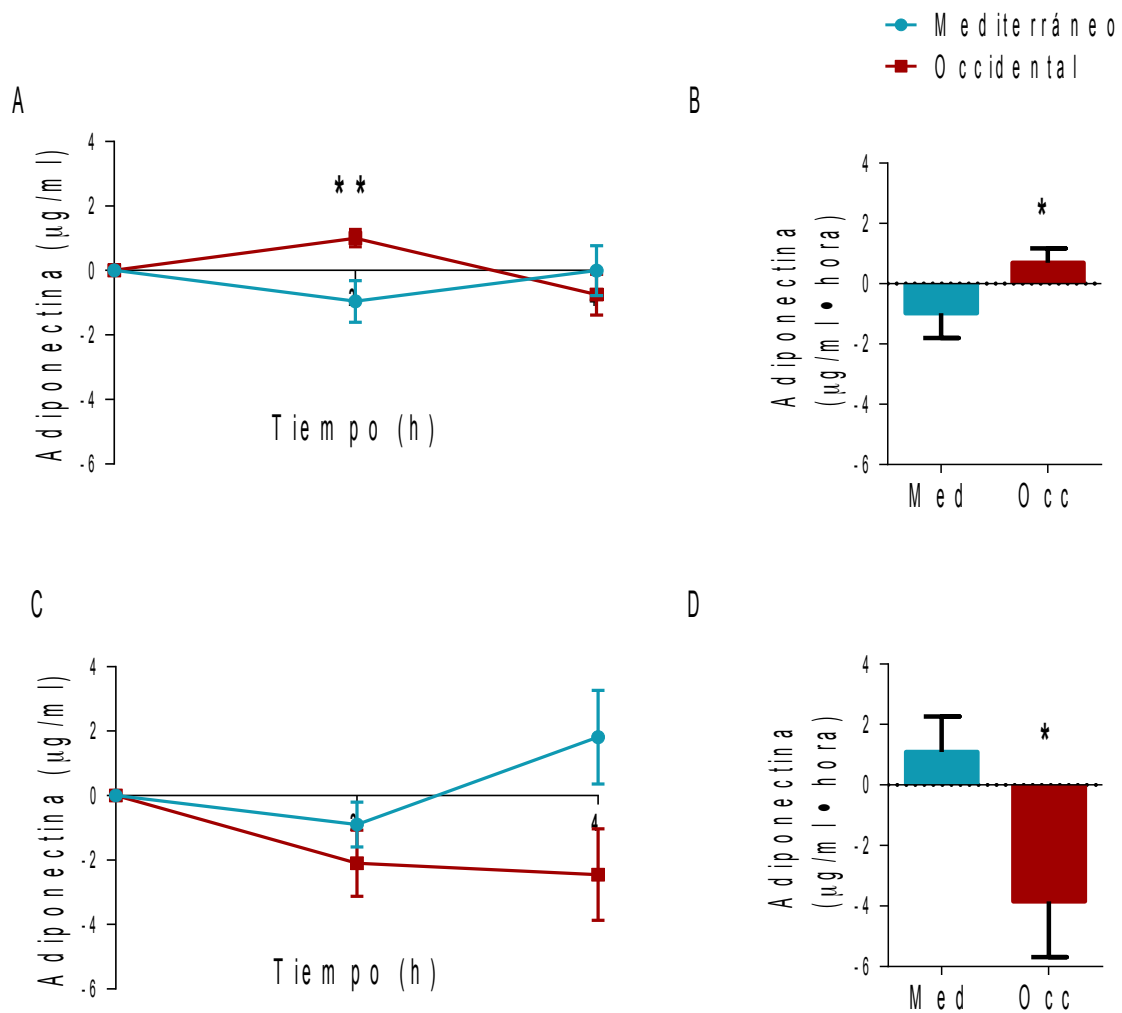 Mediterráneo
Occidental
A
Adiponectina (μg/ml)
4
2
0
-2
-4
-6
**
2
Tiempo (h)
B
Adiponectina
(μg/ml•hora)
4
2
0
-2
-4
-6
*
Med
Occ
C
Adiponectina (μg/ml)
4
2
0
-2
-4
-6
2
4
Tiempo (h)
D
Adiponectina
(μg/ml•hora)
4
2
0
-2
-4
-6
*
Med
Occ